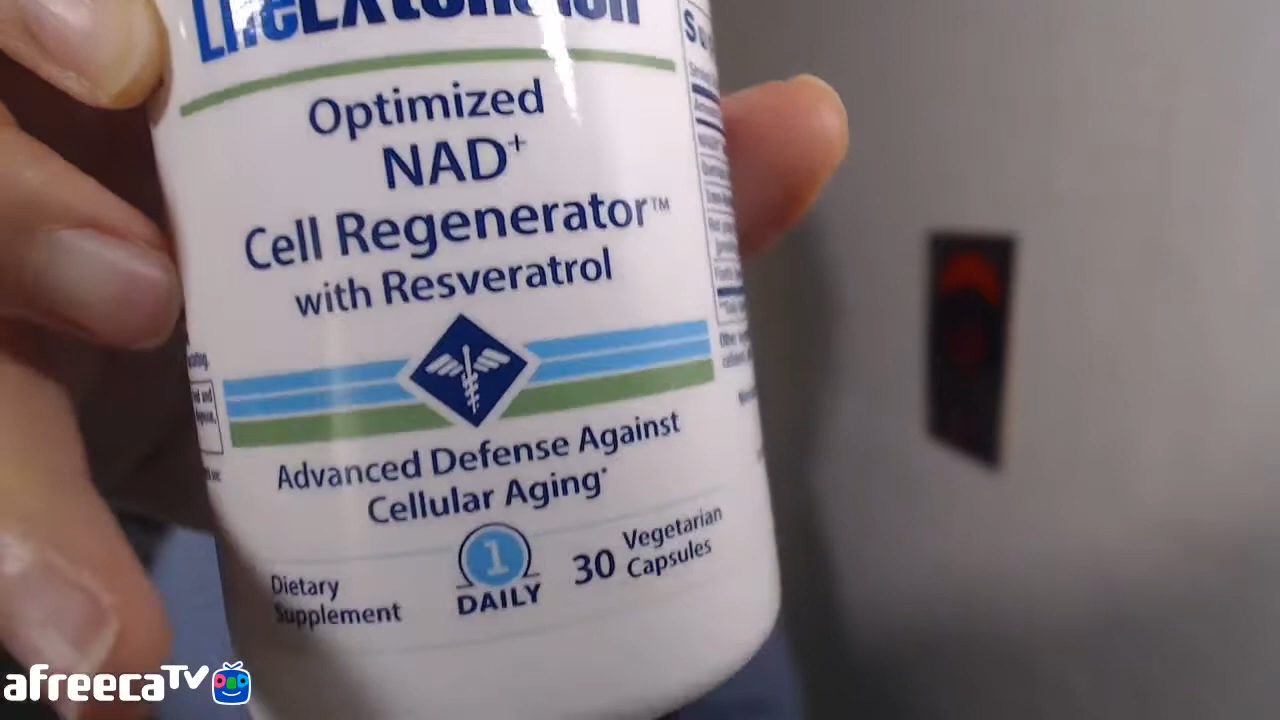 LifeExtension
Optimized
NAD+
Cell Regenerator™
with Resveratrol
Advanced Defense Against
Cellular Aging*
Dietary
Supplement
1
DAILY
30 Vegetarian
Capsules
afreecaTV